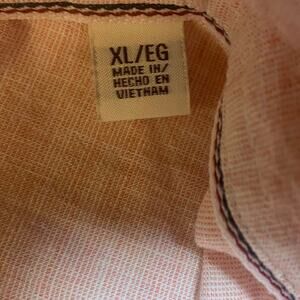 XL/EG
MADE IN/
HECHO EN
VIETNAM